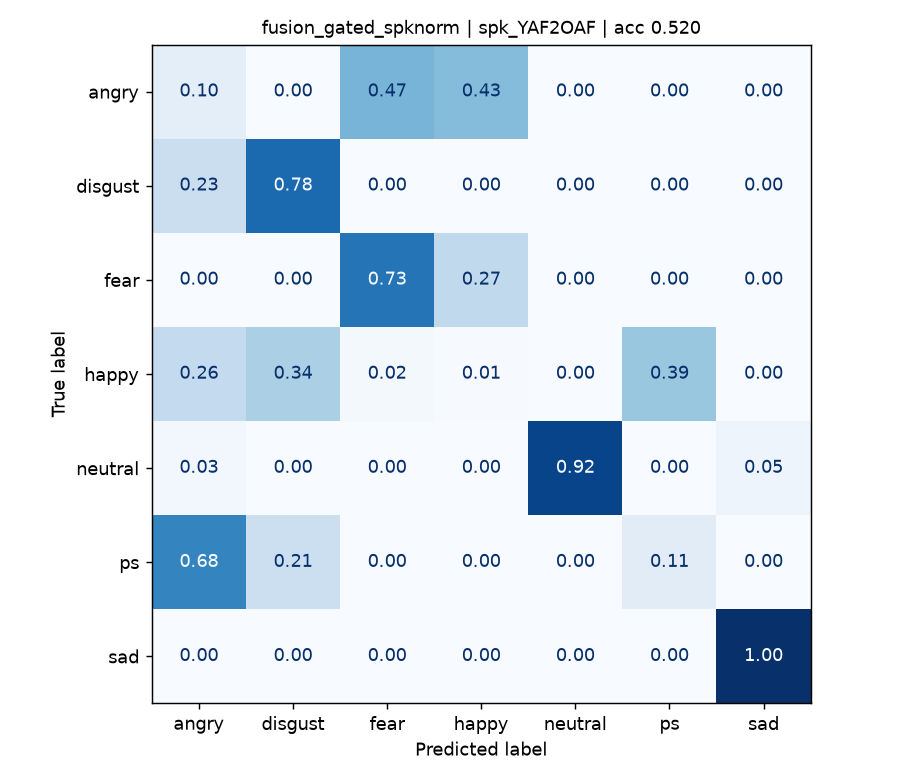 fusion_gated_spknorm | spk_YAF2OAF | acc 0.520
True label
angry 0.10 0.00 0.47 0.43 0.00 0.00 0.00
disgust 0.23 0.78 0.00 0.00 0.00 0.00 0.00
fear 0.00 0.00 0.73 0.27 0.00 0.00 0.00
happy 0.26 0.34 0.02 0.01 0.00 0.39 0.00
neutral 0.03 0.00 0.00 0.00 0.92 0.00 0.05
ps 0.68 0.21 0.00 0.00 0.00 0.11 0.00
sad 0.00 0.00 0.00 0.00 0.00 0.00 1.00
angry disgust fear happy neutral ps sad
Predicted label